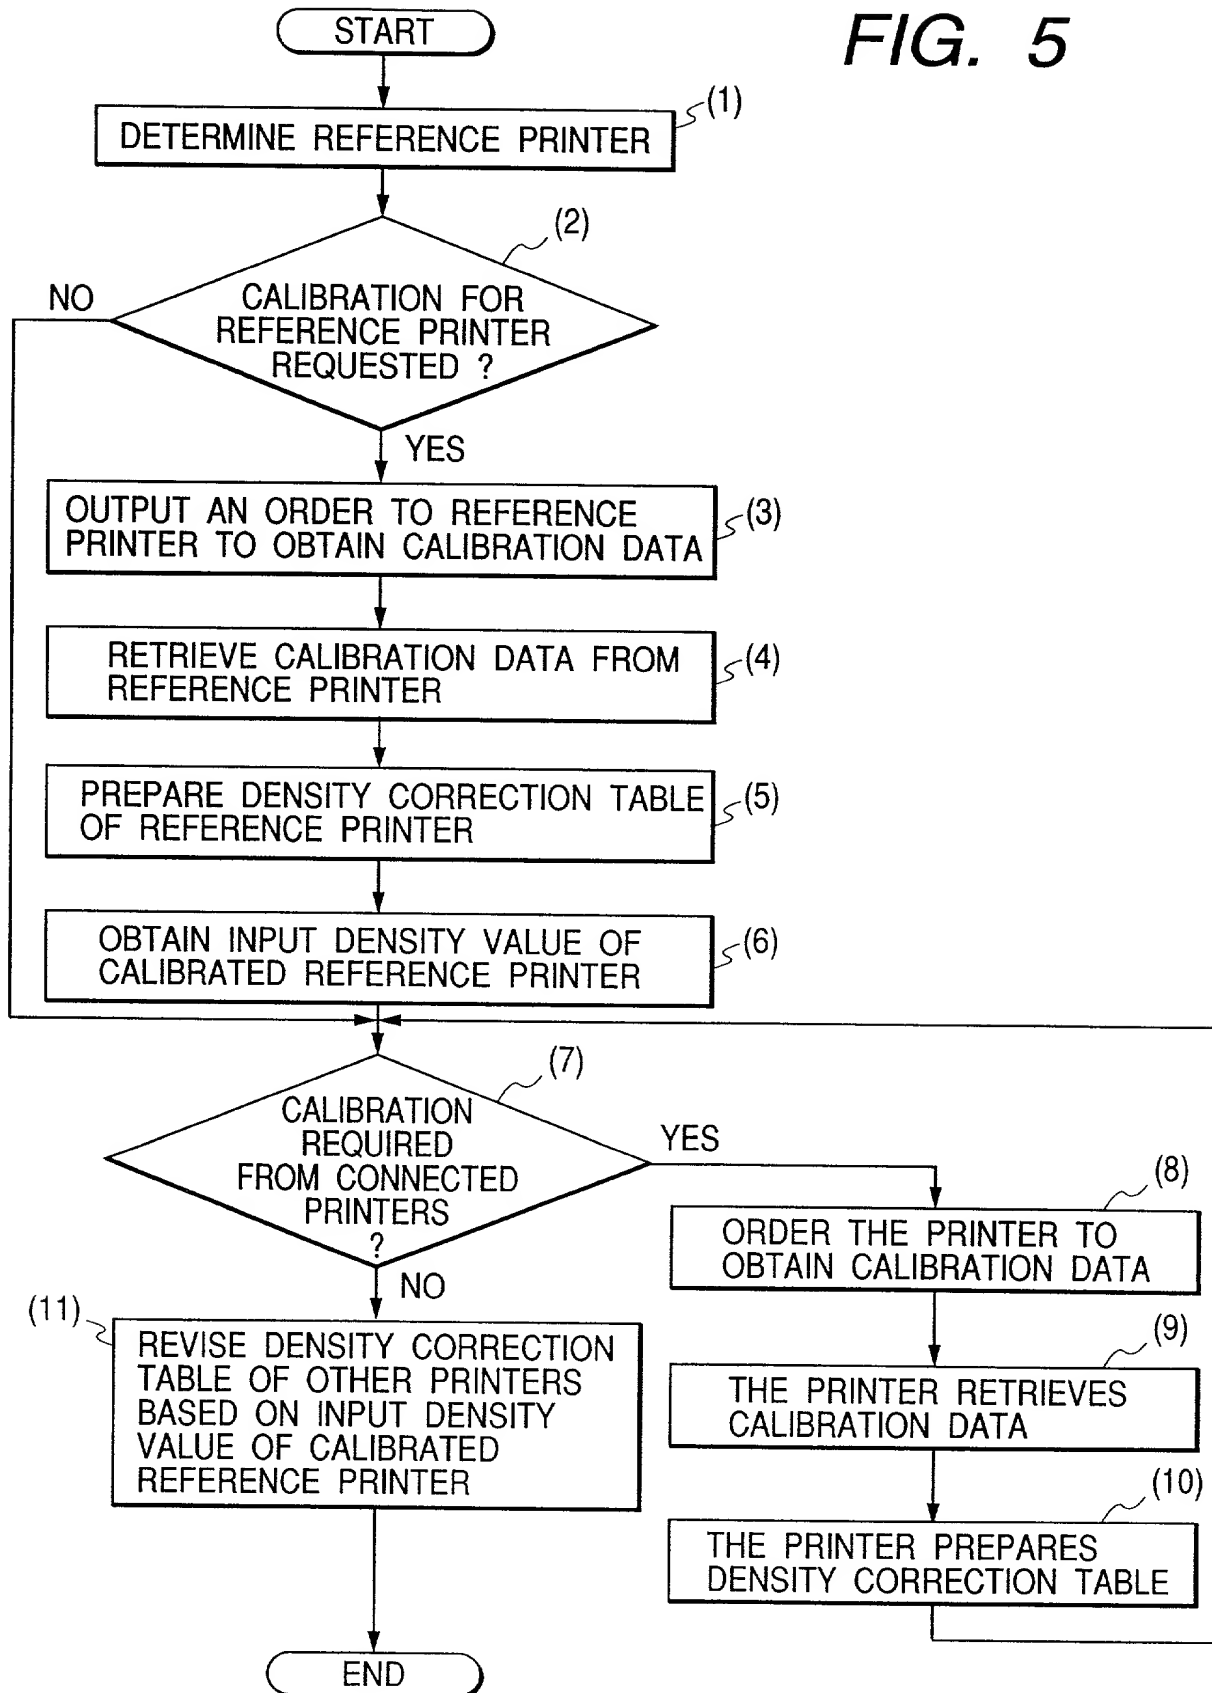 START
FIG. 5
(1)
DETERMINE REFERENCE PRINTER
(2)
NO
CALIBRATION FOR
REFERENCE PRINTER
REQUESTED ?
YES
OUTPUT AN ORDER TO REFERENCE
PRINTER TO OBTAIN CALIBRATION DATA
(3)
RETRIEVE CALIBRATION DATA FROM
REFERENCE PRINTER
(4)
PREPARE DENSITY CORRECTION TABLE
OF REFERENCE PRINTER
(5)
OBTAIN INPUT DENSITY VALUE OF
CALIBRATED REFERENCE PRINTER
(6)
(7)
CALIBRATION
REQUIRED
FROM CONNECTED
PRINTERS
?
YES
NO
(8)
ORDER THE PRINTER TO
OBTAIN CALIBRATION DATA
(9)
THE PRINTER RETRIEVES
CALIBRATION DATA
(10)
THE PRINTER PREPARES
DENSITY CORRECTION TABLE
(11)
REVISE DENSITY CORRECTION
TABLE OF OTHER PRINTERS
BASED ON INPUT DENSITY
VALUE OF CALIBRATED
REFERENCE PRINTER
END